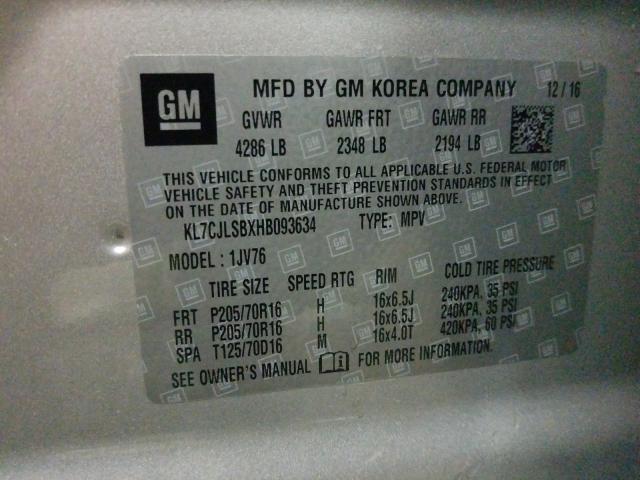 GM MFD BY GM KOREA COMPANY 12 / 16
GVWR GAWR FRT GAWR RR
4286 LB 2348 LB 2194 LB
THIS VEHICLE CONFORMS TO ALL APPLICABLE U.S. FEDERAL MOTOR
VEHICLE SAFETY AND THEFT PREVENTION STANDARDS IN EFFECT
ON THE DATE OF MANUFACTURE SHOWN ABOVE.
KL7CJLSBXHB093634 TYPE: MPV
MODEL : 1JV76
TIRE SIZE SPEED RTG RIM COLD TIRE PRESSURE
FRT P205/70R16 H 16x6.5J 240KPA, 35 PSI
RR P205/70R16 H 16x6.5J 240KPA, 35 PSI
SPA T125/70D16 M 16x4.0T 420KPA, 60 PSI
SEE OWNER'S MANUAL FOR MORE INFORMATION.